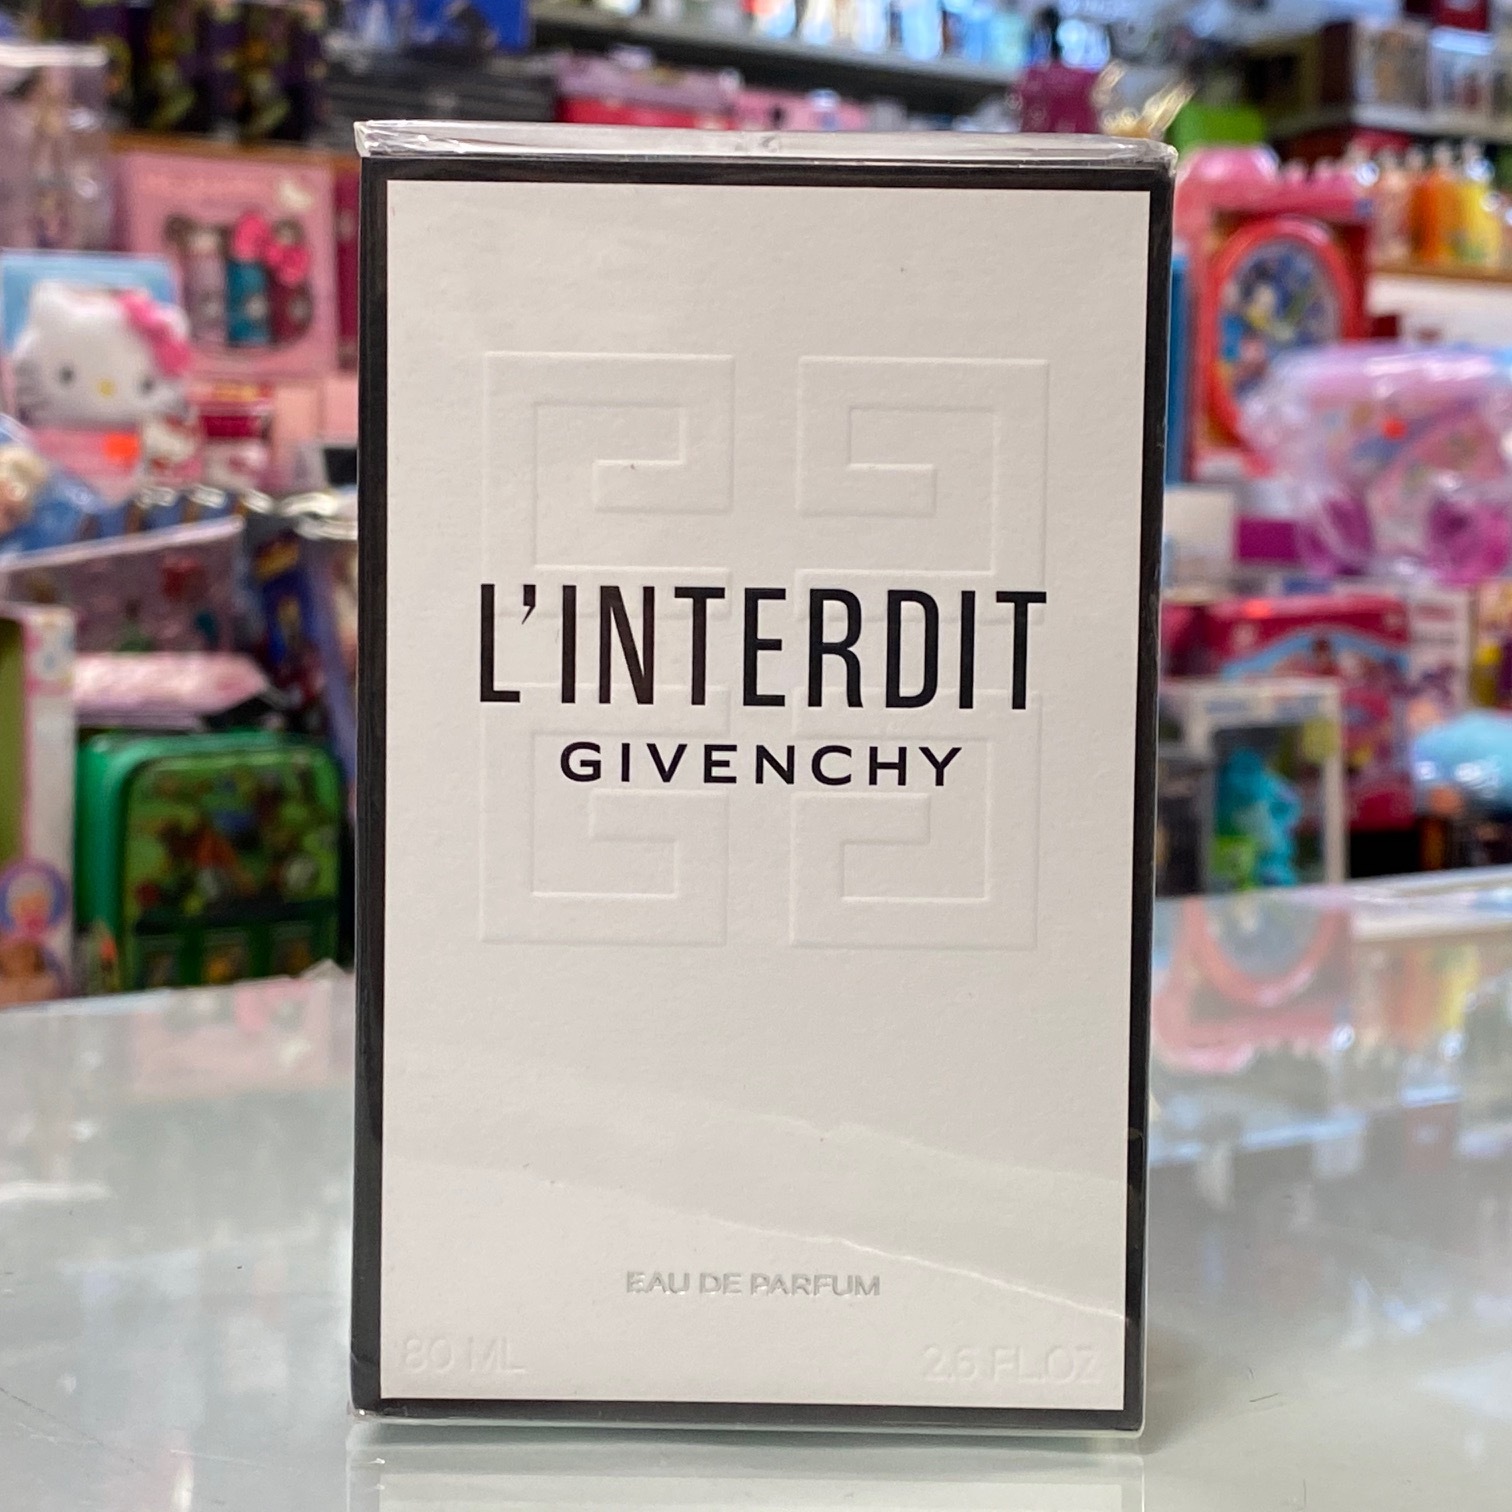 L'INTERDIT
GIVENCHY
EAU DE PARFUM
80 ML
2.6 FL.OZ